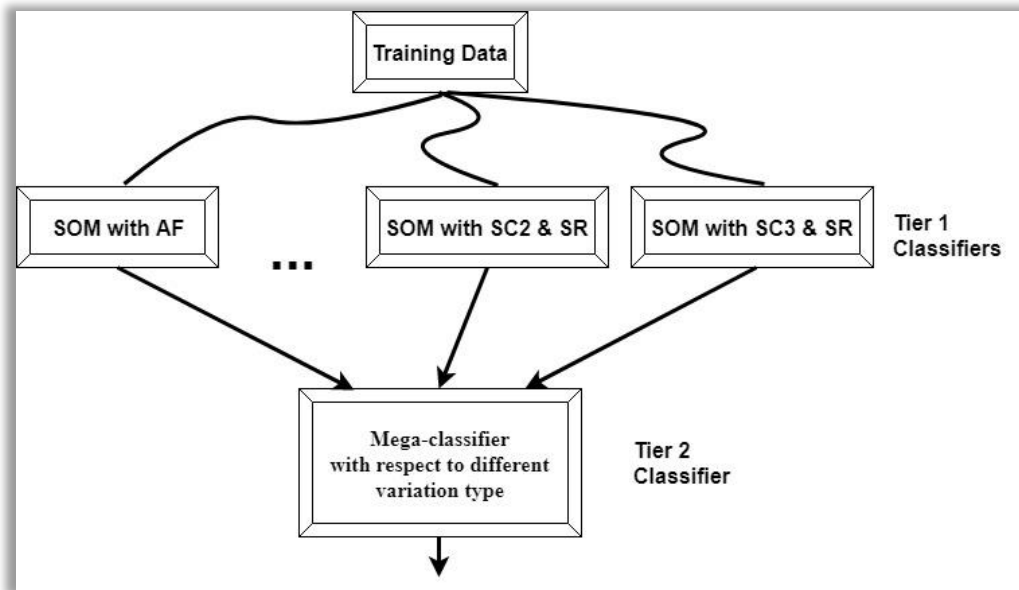 Training Data
SOM with AF
...
SOM with SC2 & SR
SOM with SC3 & SR
Tier 1
Classifiers
Mega-classifier
with respect to different
variation type
Tier 2
Classifier